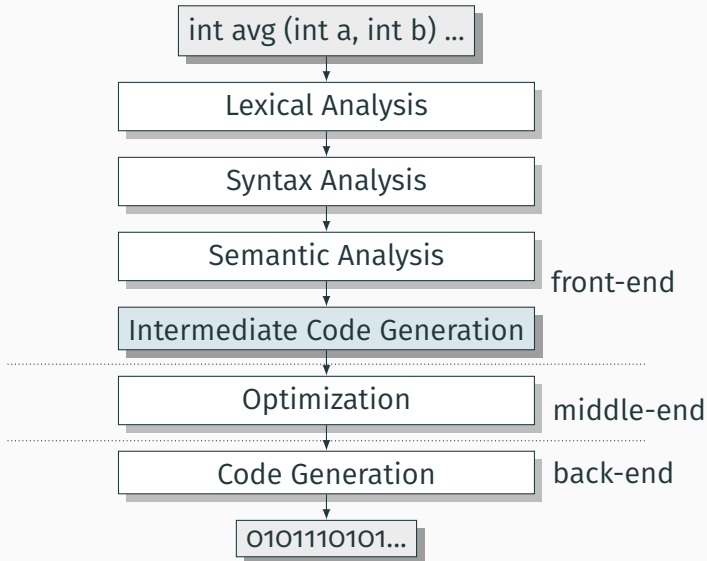 int avg (int a, int b) ...
Lexical Analysis
Syntax Analysis
Semantic Analysis
front-end
Intermediate Code Generation
Optimization
middle-end
Code Generation
back-end
0101110101...